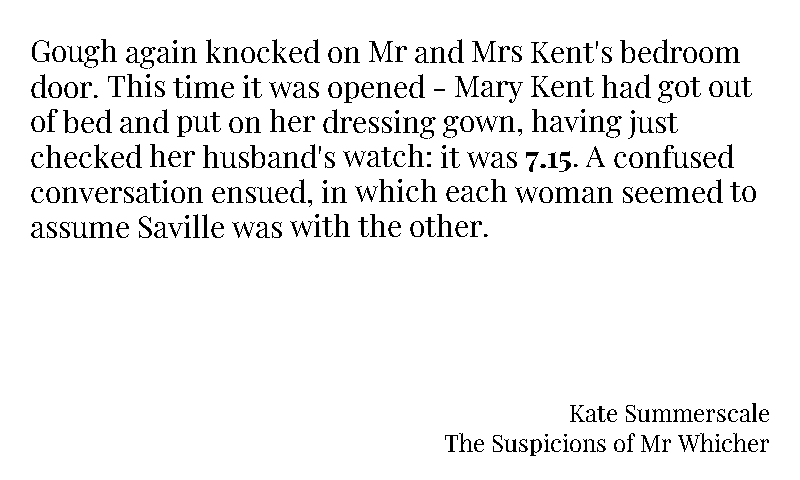 Gough again knocked on Mr and Mrs Kent's bedroom
door. This time it was opened - Mary Kent had got out
of bed and put on her dressing gown, having just
checked her husband's watch: it was 7.15. A confused
conversation ensued, in which each woman seemed to
assume Saville was with the other.
Kate Summerscale
The Suspicions of Mr Whicher